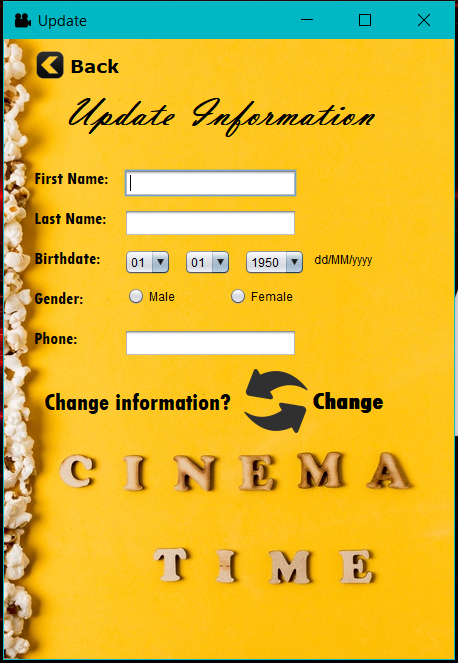 Update
Back
Update Information
First Name:
Last Name:
Birthdate: 01 01 1950 dd/MM/yyyy
Gender: Male Female
Phone:
Change information? Change
CINEMA
TIME